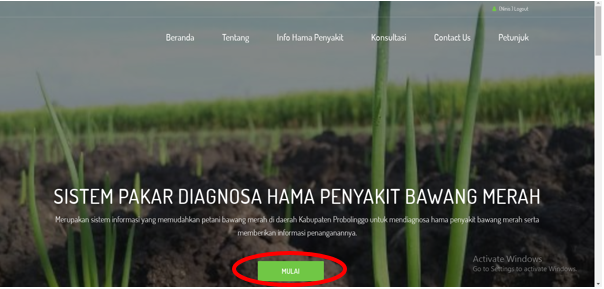 | Logout
Beranda Tentang Info Hama Penyakit Konsultasi Contact Us Petunjuk
SISTEM PAKAR DIAGNOSA HAMA PENYAKIT BAWANG MERAH
Merupakan sistem informasi yang memudahkan petani bawang merah di daerah Kabupaten Probolinggo untuk mendiagnosa hama penyakit bawang merah serta
memberikan informasi penanganannya.
MULAI
Activate Windows
Go to Settings to activate Windows.